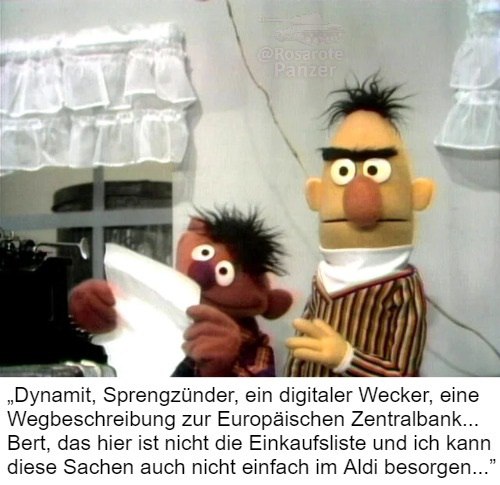 @Rosarote
Panzer
„Dynamit, Sprengzünder, ein digitaler Wecker, eine
Wegbeschreibung zur Europäischen Zentralbank...
Bert, das hier ist nicht die Einkaufsliste und ich kann
diese Sachen auch nicht einfach im Aldi besorgen...”